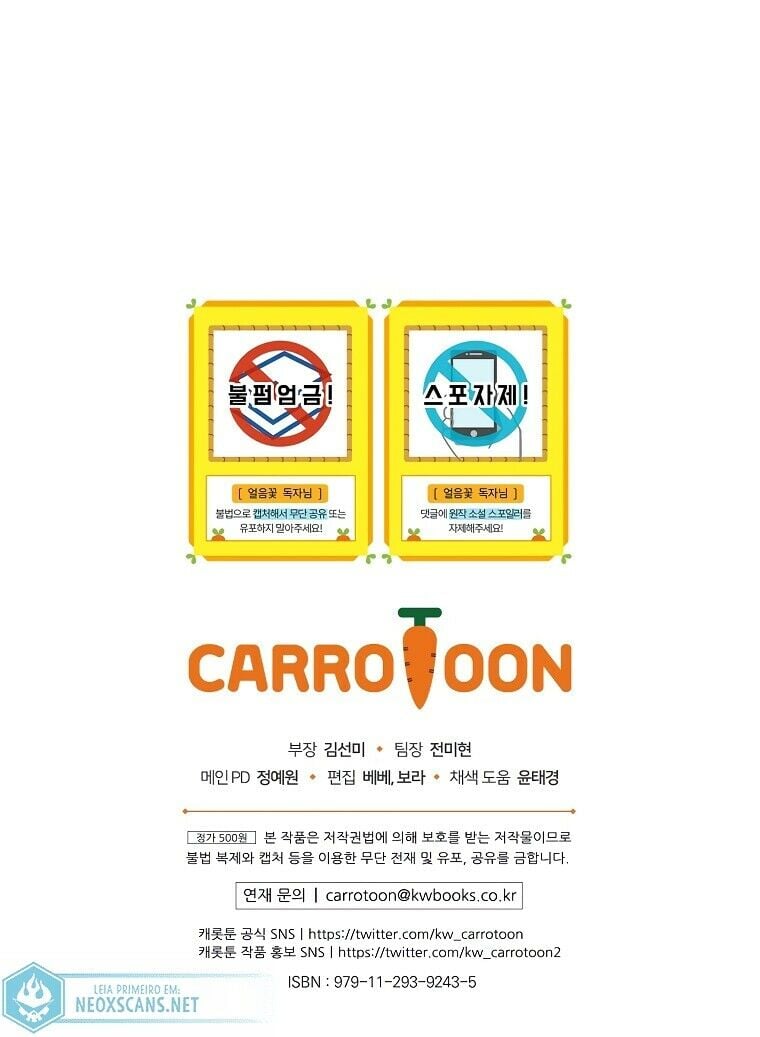 불펌엄금!
[ 얼음꽃 독자님 ]
불법으로 캡처해서 무단 공유 또는
유포하지 말아주세요!
스포자제!
[ 얼음꽃 독자님 ]
댓글에 원작 소설 스포일러를
자제해주세요!
CARROTOON
부장 김선미 • 팀장 전미현
메인PD 정예원 • 편집 베베, 보라 • 채색 도움 윤태경
정가 500원 본 작품은 저작권법에 의해 보호를 받는 저작물이므로
불법 복제와 캡처 등을 이용한 무단 전재 및 유포, 공유를 금합니다.
연재 문의 | carrotoon@kwbooks.co.kr
캐롯툰 공식 SNS | https://twitter.com/kw_carrotoon
캐롯툰 작품 홍보 SNS | https://twitter.com/kw_carrotoon2
ISBN : 979-11-293-9243-5
LEIA PRIMEIRO EM:
NEOXSCANS.NET